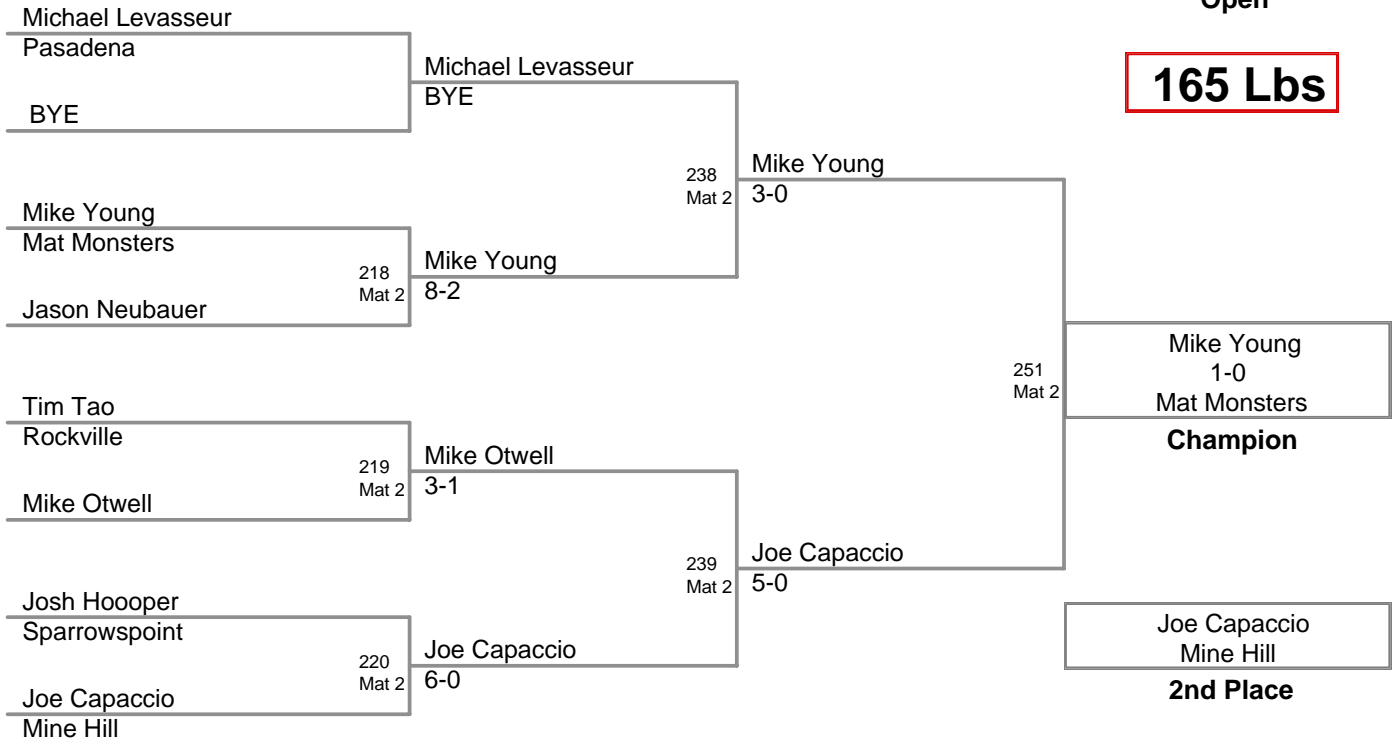 Open
165 Lbs
Michael Levasseur
Pasadena
BYE
Michael Levasseur
BYE
Mike Young
Mat Monsters
Jason Neubauer
218
Mat 2
Mike Young
8-2
238
Mat 2
Mike Young
3-0
Tim Tao
Rockville
Mike Otwell
219
Mat 2
Mike Otwell
3-1
Josh Hoooper
Sparrowspoint
Joe Capaccio
Mine Hill
220
Mat 2
Joe Capaccio
6-0
239
Mat 2
Joe Capaccio
5-0
251
Mat 2
Mike Young
1-0
Mat Monsters
Champion
Joe Capaccio
Mine Hill
2nd Place